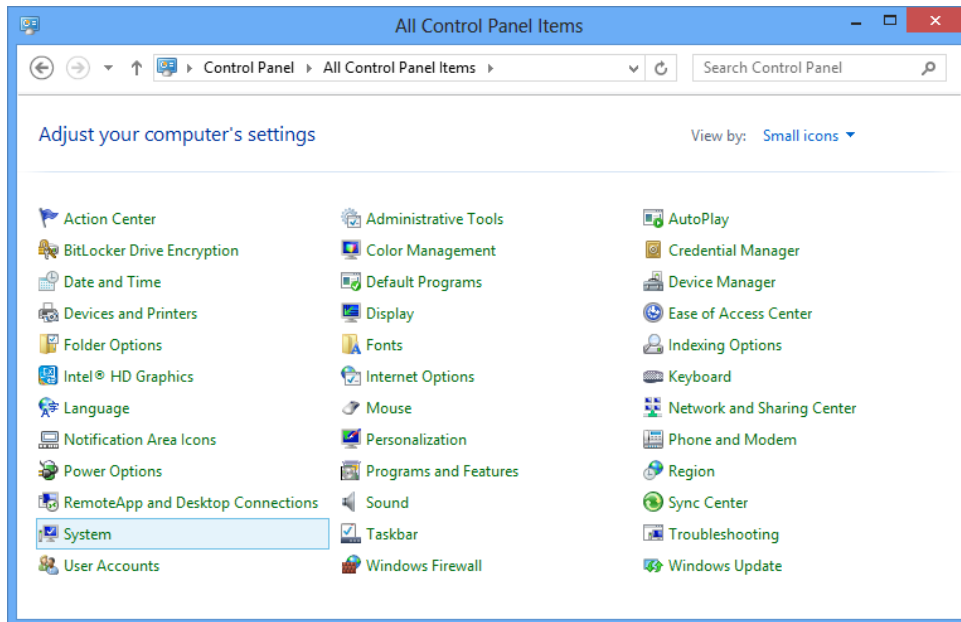 All Control Panel Items
Control Panel All Control Panel Items Search Control Panel
Adjust your computer's settings View by: Small icons
Action Center Administrative Tools AutoPlay
BitLocker Drive Encryption Color Management Credential Manager
Date and Time Default Programs Device Manager
Devices and Printers Display Ease of Access Center
Folder Options Fonts Indexing Options
Intel® HD Graphics Internet Options Keyboard
Language Mouse Network and Sharing Center
Notification Area Icons Personalization Phone and Modem
Power Options Programs and Features Region
RemoteApp and Desktop Connections Sound Sync Center
System Taskbar Troubleshooting
User Accounts Windows Firewall Windows Update